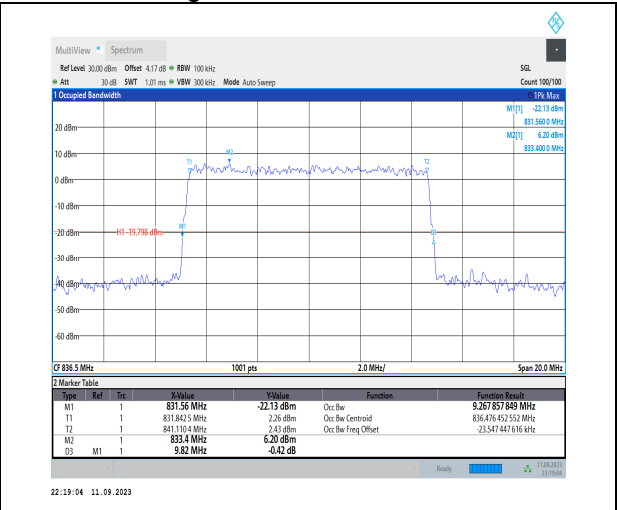 MultiView Spectrum
Ref Level 30.00 dBm Offset 4.17 dB RBW 100 kHz SGL
Att 30 dB SWT 1.01 ms VBW 300 kHz Mode Auto Sweep Count 100/100
1 Occupied Bandwidth 1Pk Max
M1[1] -22.13 dBm
831.560 0 MHz
M2[1] 6.20 dBm
833.400 0 MHz
20 dBm
10 dBm
M2
T1
T2
0 dBm
-10 dBm
M1
-20 dBm
H1 -19.798 dBm
D3
-30 dBm
-40 dBm
-50 dBm
-60 dBm
CF 836.5 MHz 1001 pts 2.0 MHz/ Span 20.0 MHz
2 Marker Table
Type Ref Trc X-Value Y-Value Function Function Result
M1 1 831.56 MHz -22.13 dBm Occ Bw 9.267 857 849 MHz
T1 1 831.842 5 MHz 2.26 dBm Occ Bw Centroid 836.476 452 552 MHz
T2 1 841.110 4 MHz 2.43 dBm Occ Bw Freq Offset -23.547 447 616 kHz
M2 1 833.4 MHz 6.20 dBm
D3 M1 1 9.82 MHz -0.42 dB
Ready 11.09.2023
22:19:04
22:19:04 11.09.2023